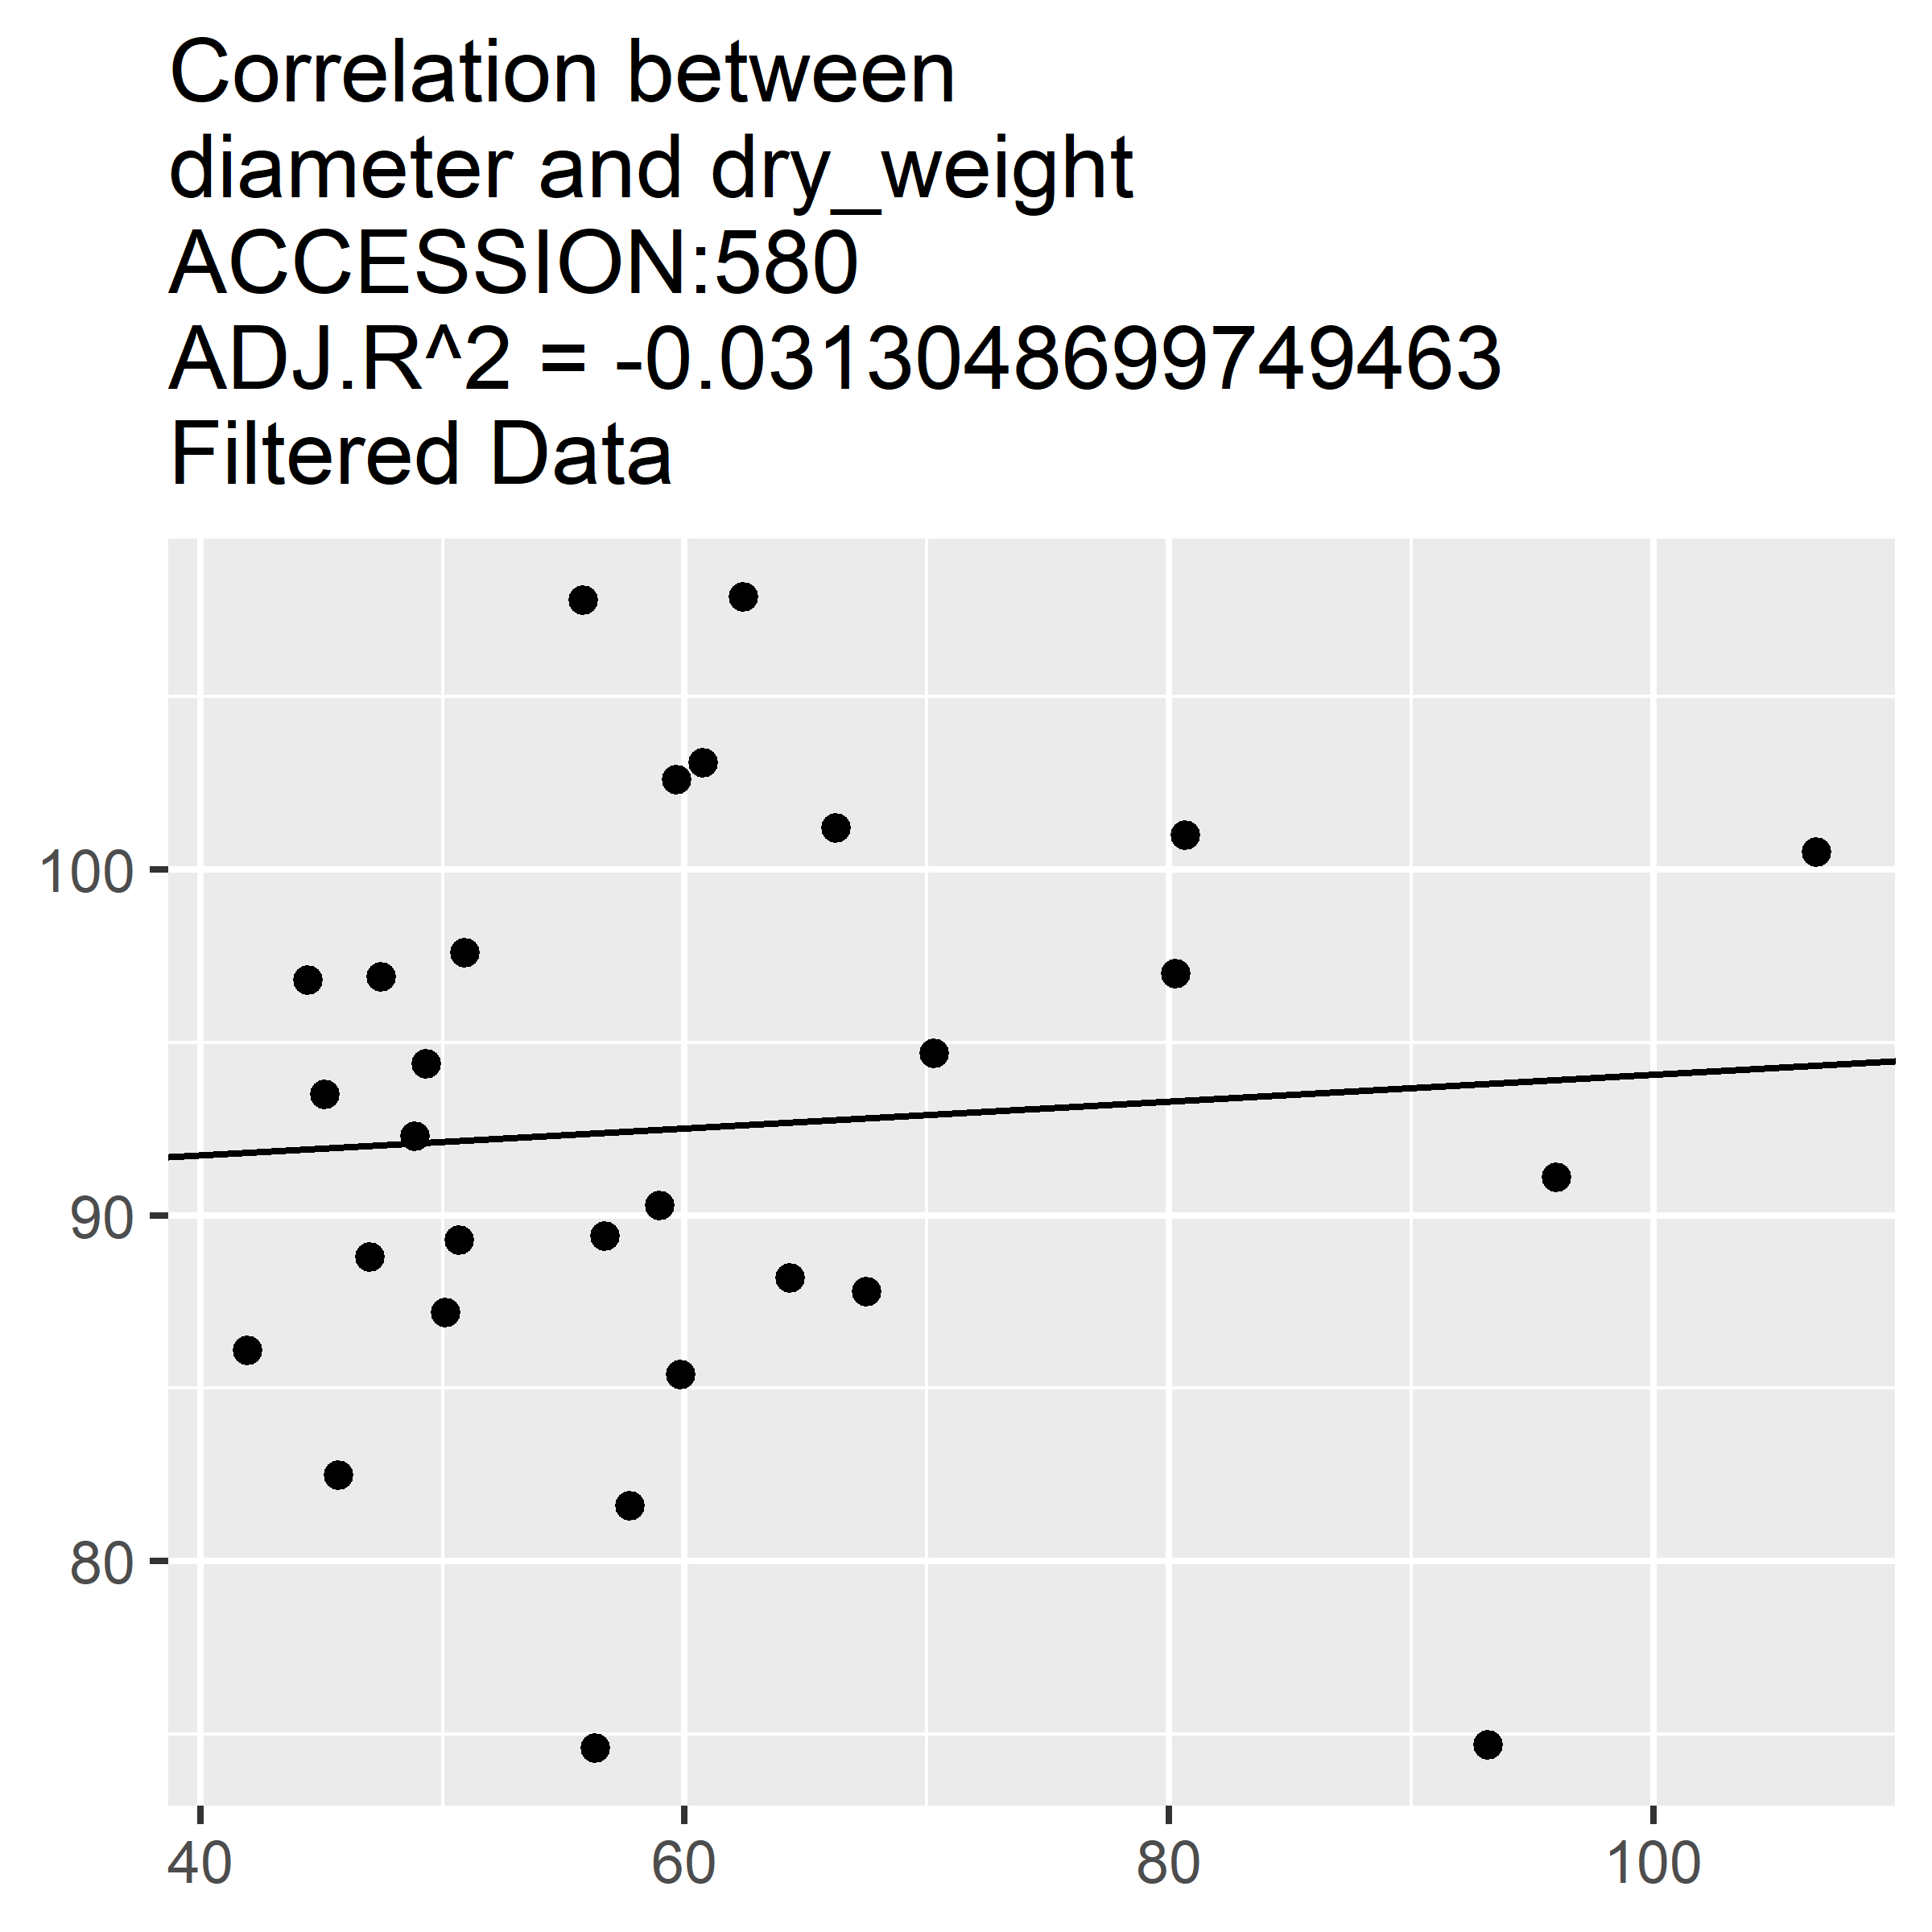 Correlation between
diameter and dry_weight
ACCESSION:580
ADJ.R^2 = -0.0313048699749463
Filtered Data
100
90
80
40 60 80 100